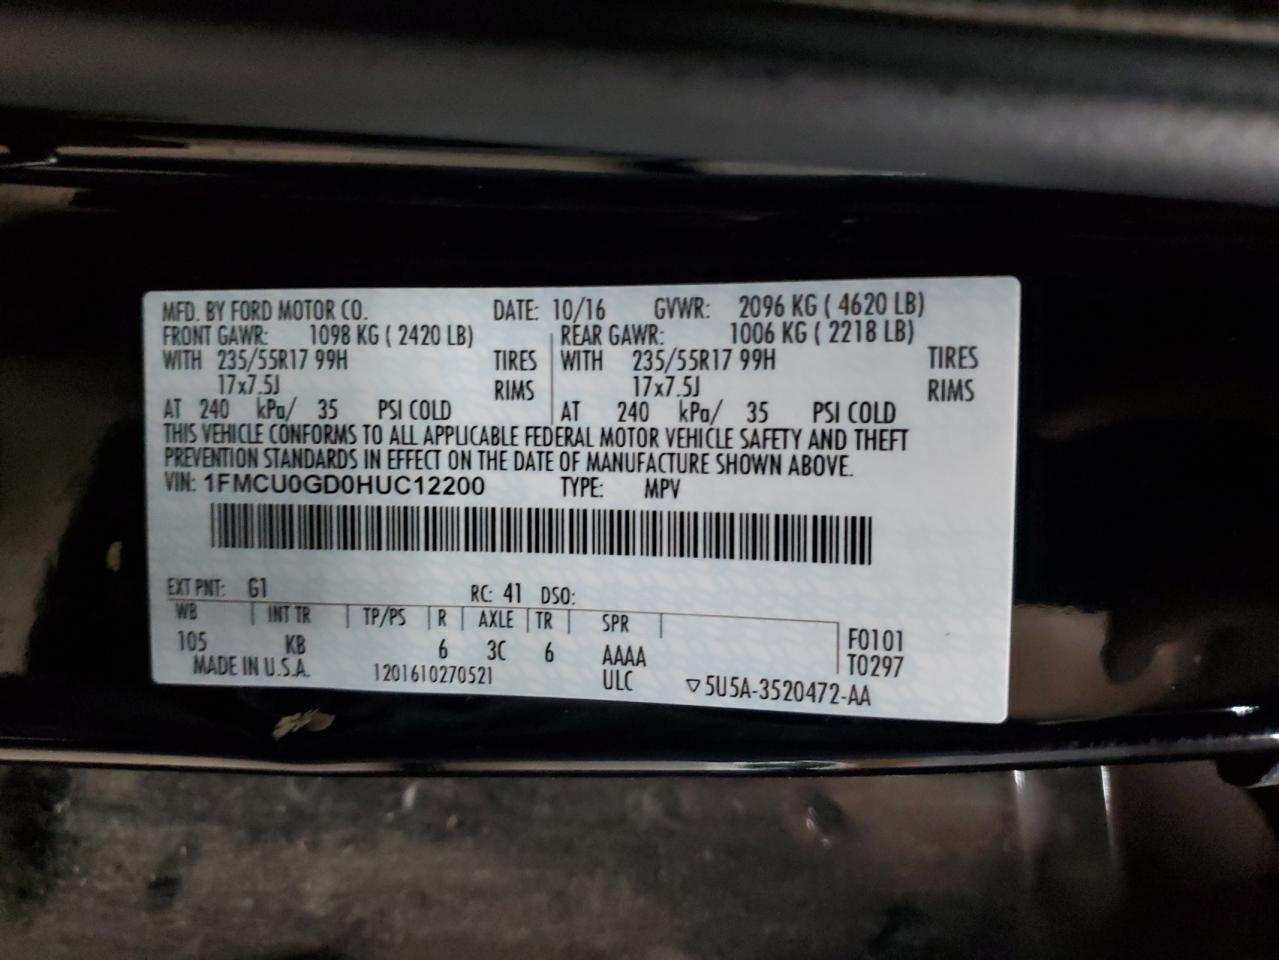 MFD. BY FORD MOTOR CO. DATE: 10/16 GVWR: 2096 KG ( 4620 LB)
FRONT GAWR: 1098 KG ( 2420 LB) REAR GAWR: 1006 KG ( 2218 LB)
WITH 235/55R17 99H TIRES WITH 235/55R17 99H TIRES
17x7.5J RIMS 17x7.5J RIMS
AT 240 kPa/ 35 PSI COLD AT 240 kPa/ 35 PSI COLD
THIS VEHICLE CONFORMS TO ALL APPLICABLE FEDERAL MOTOR VEHICLE SAFETY AND THEFT
PREVENTION STANDARDS IN EFFECT ON THE DATE OF MANUFACTURE SHOWN ABOVE.
VIN: 1FMCU0GD0HUC12200 TYPE: MPV
EXT PNT: G1 RC: 41 DSO:
WB INT TR TP/PS R AXLE TR SPR
105 KB 6 3C 6 AAAA F0101
T0297
MADE IN U.S.A. 1201610270521 ULC ▽5U5A-3520472-AA